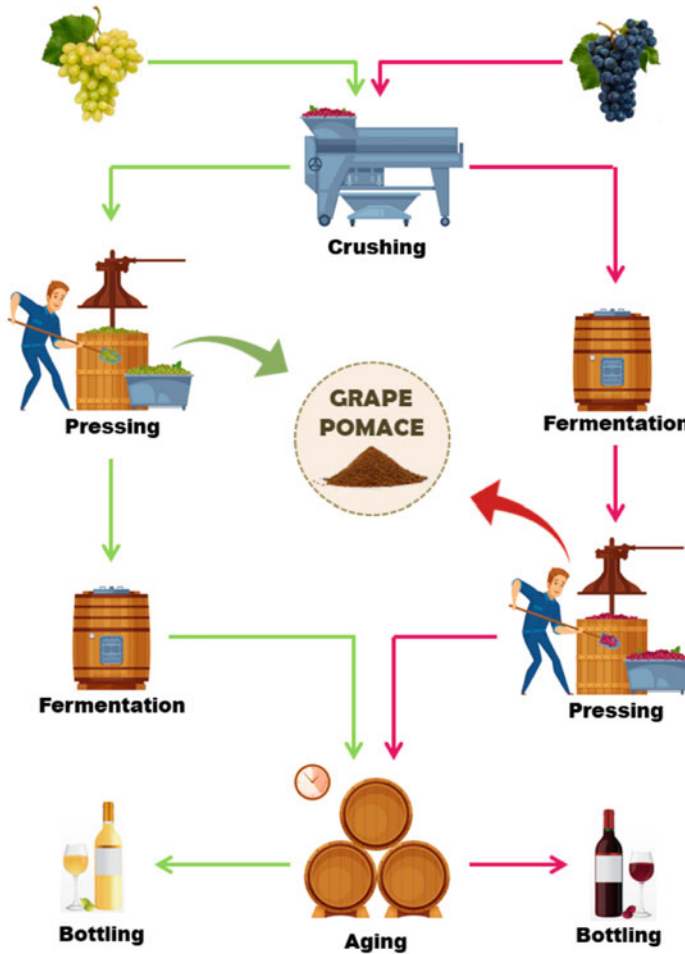 Crushing
Pressing
GRAPE
POMACE
Fermentation
Fermentation
Pressing
Bottling
Aging
Bottling